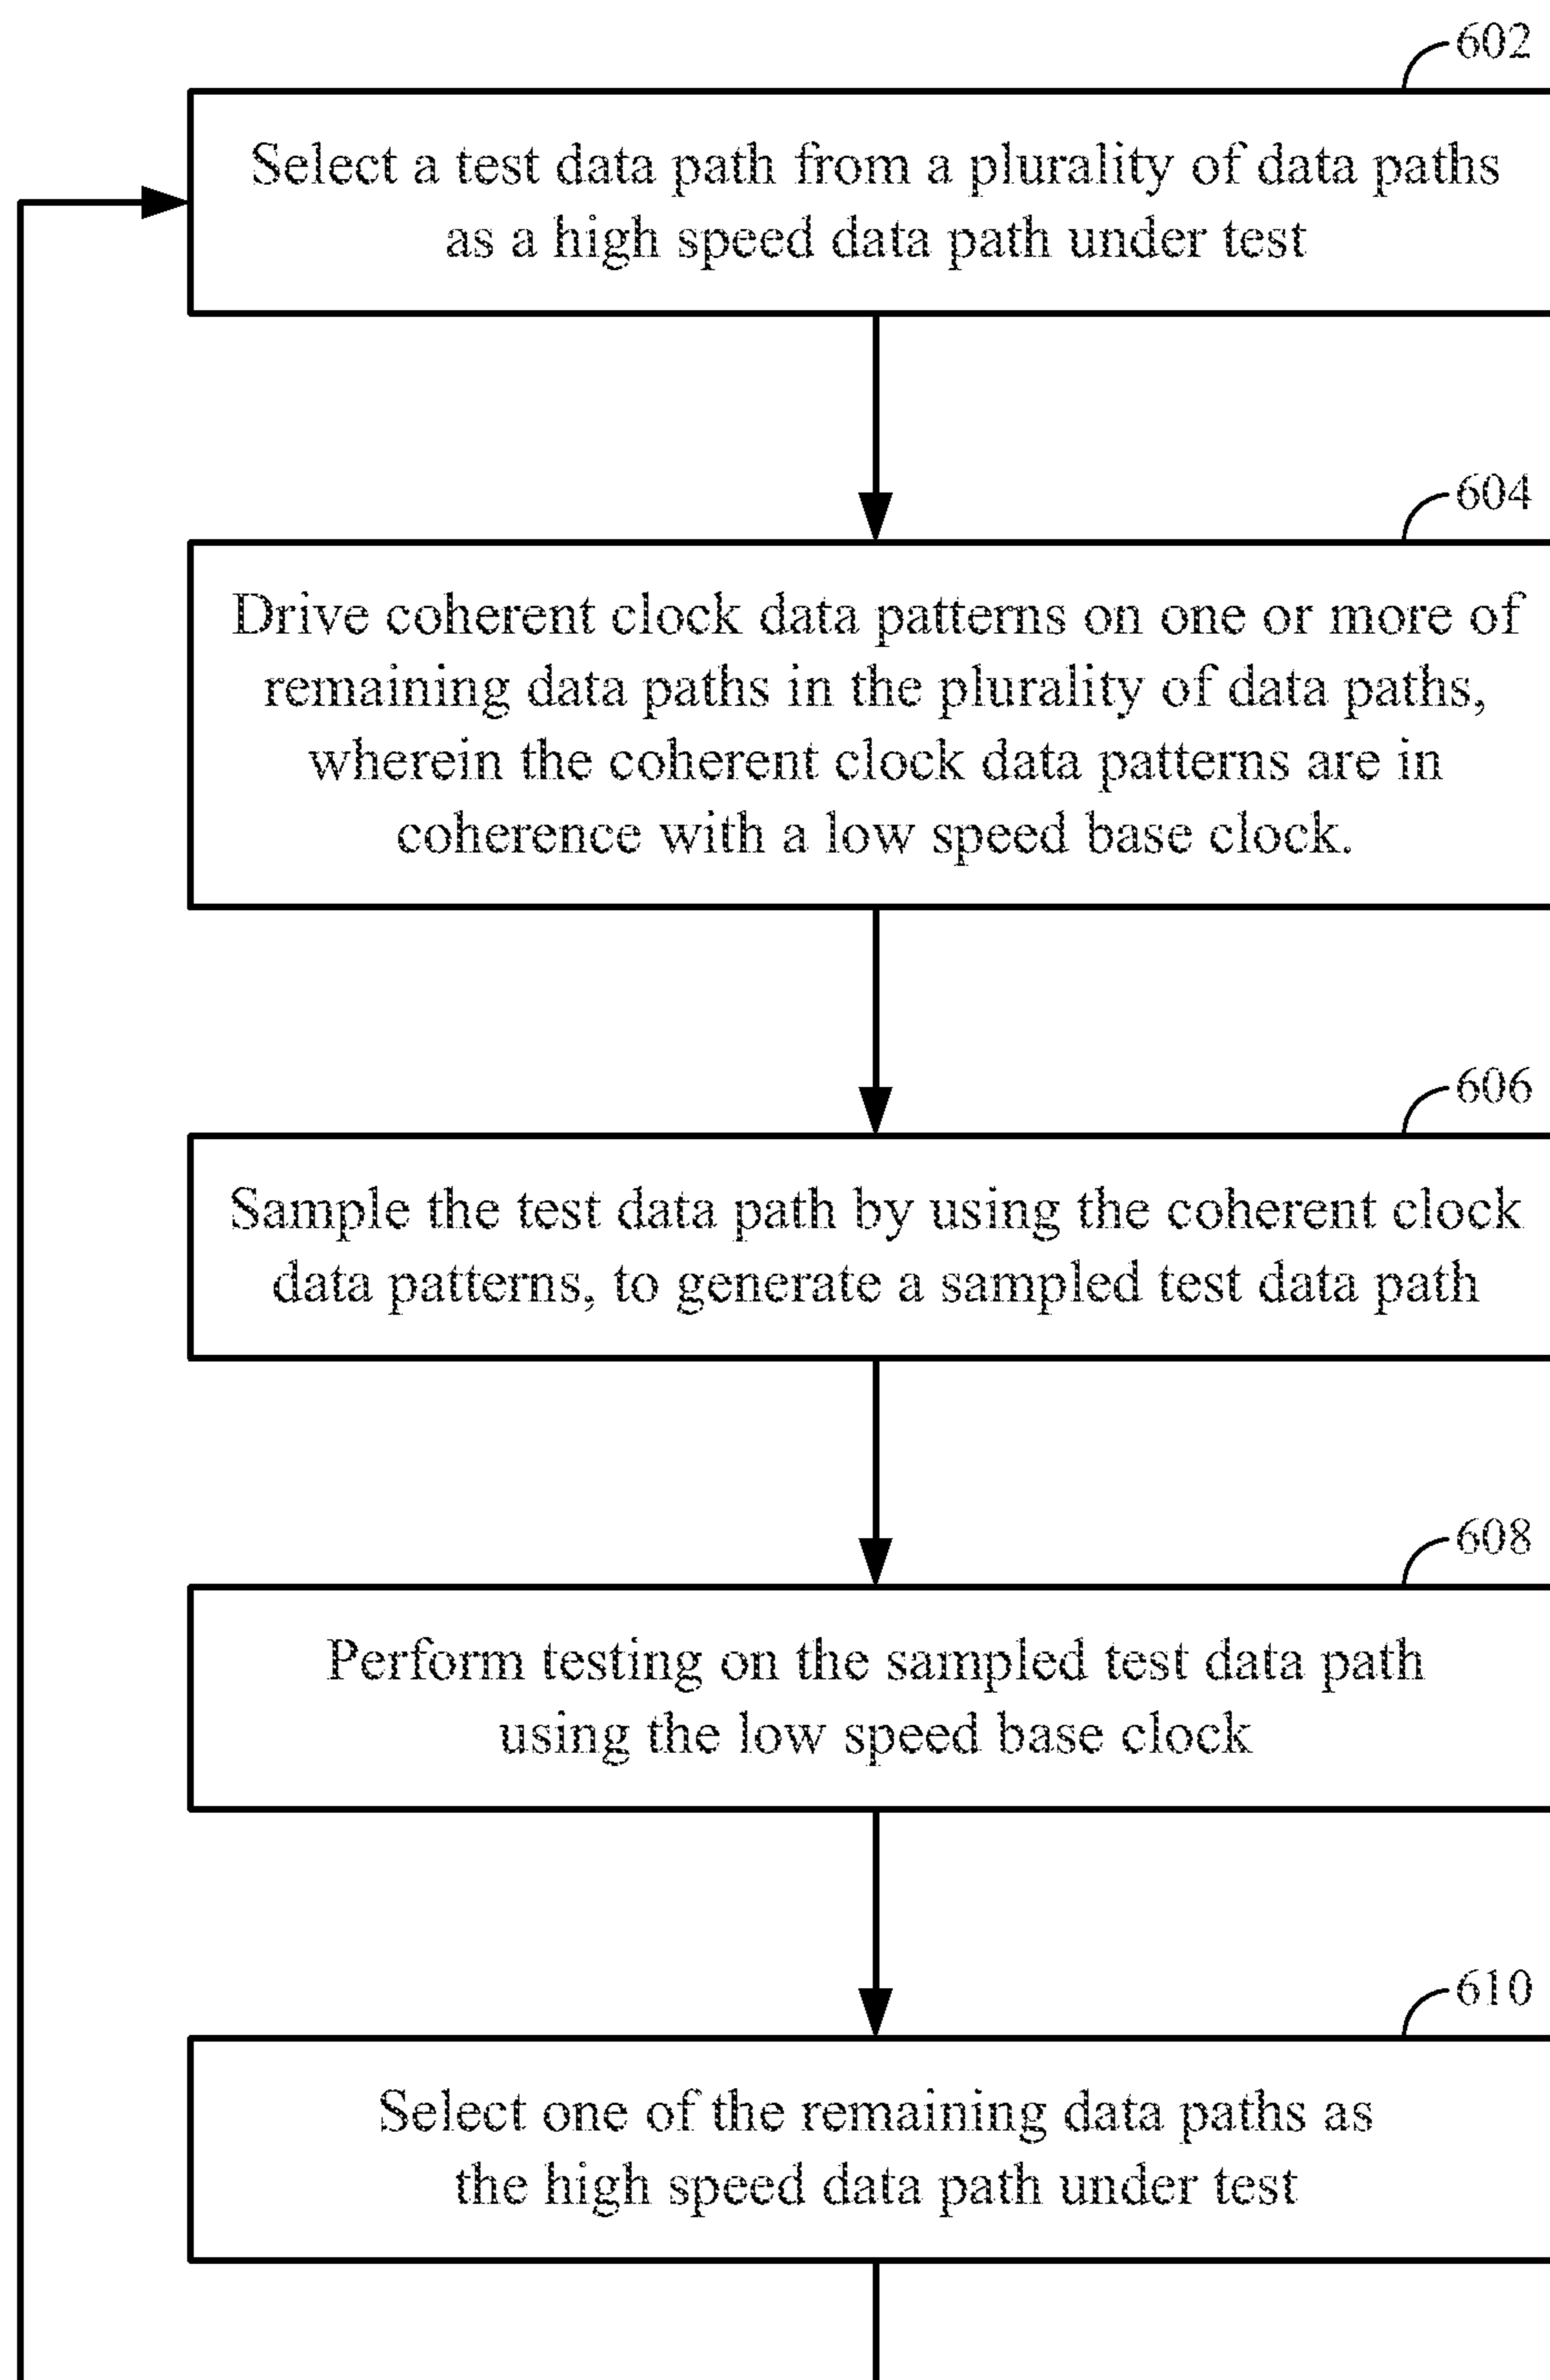 602
Select a test data path from a plurality of data paths
as a high speed data path under test
604
Drive coherent clock data patterns on one or more of
remaining data paths in the plurality of data paths,
wherein the coherent clock data patterns are in
coherence with a low speed base clock.
606
Sample the test data path by using the coherent clock
data patterns, to generate a sampled test data path
608
Perform testing on the sampled test data path
using the low speed base clock
610
Select one of the remaining data paths as
the high speed data path under test